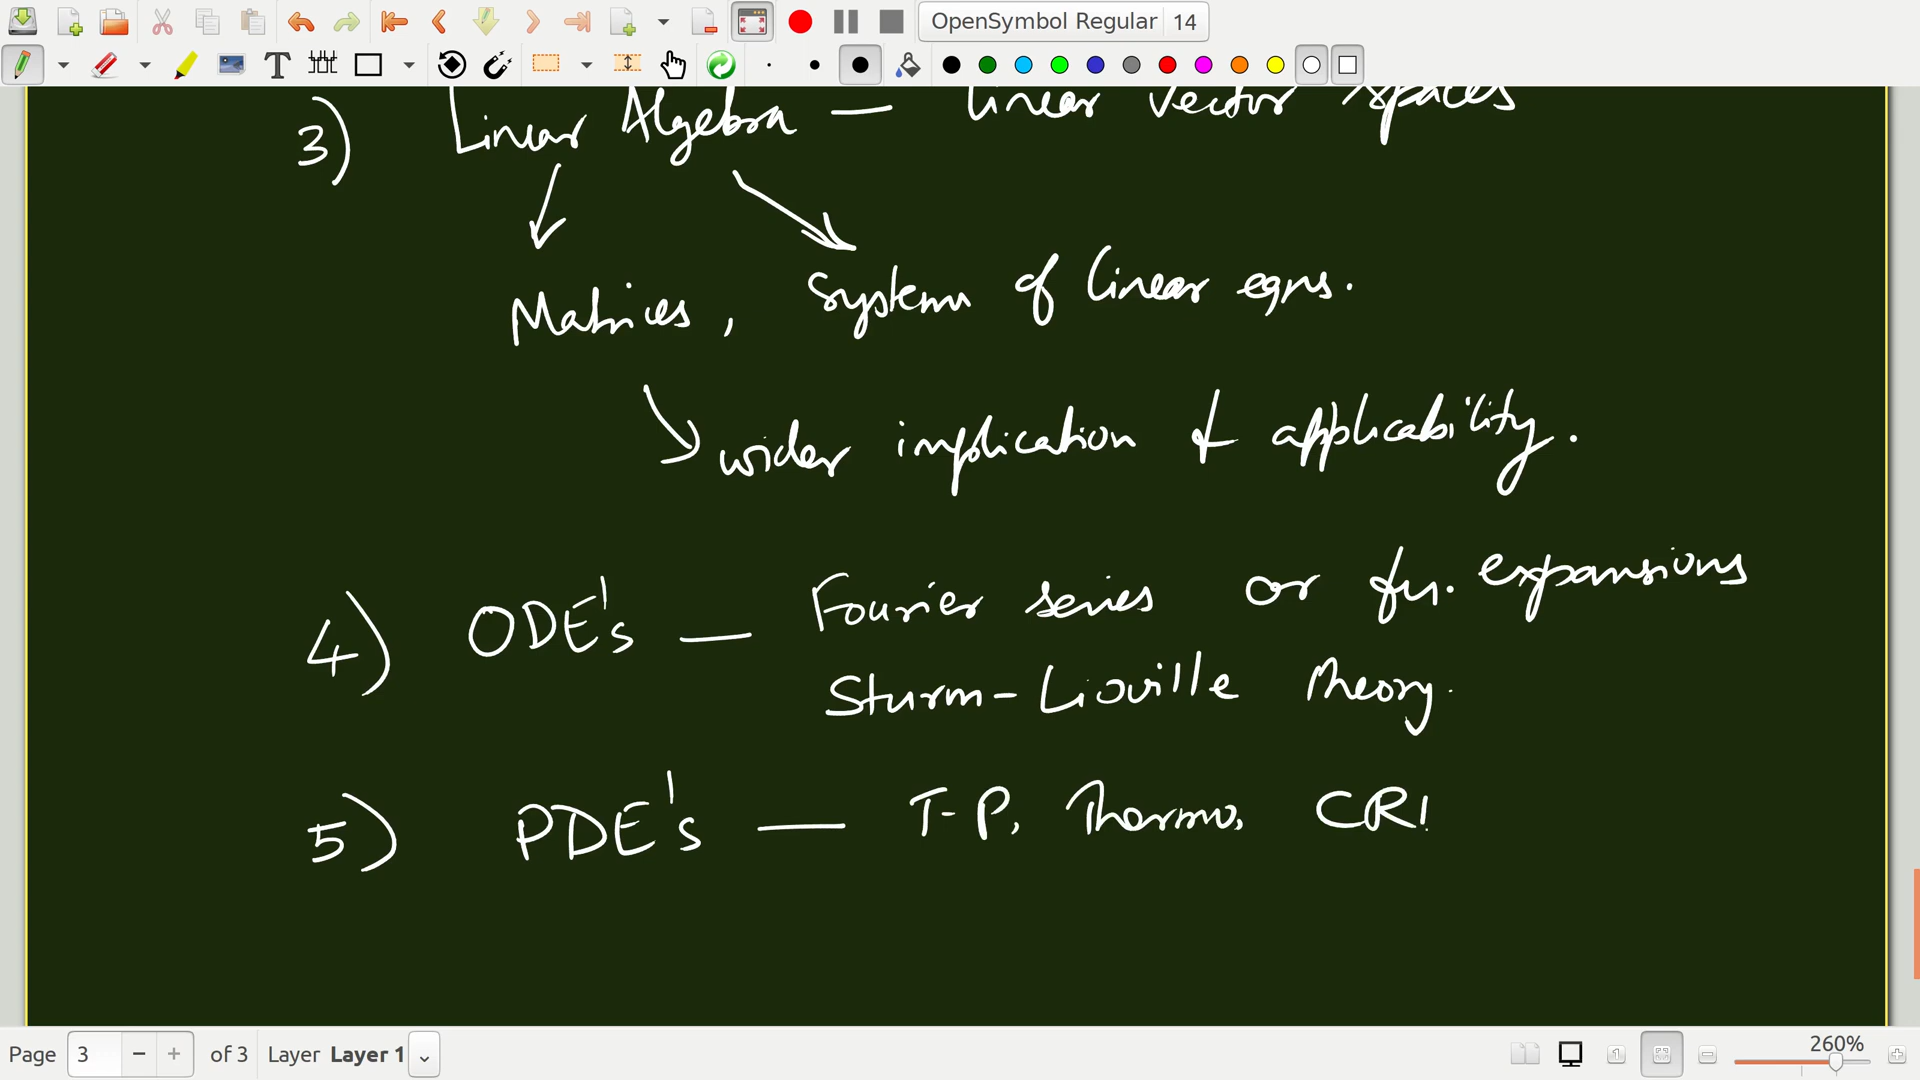 OpenSymbol Regular 14
3) Linear Algebra — linear vector spaces
Matrices, system of linear eqns.
wider implication & applicability.
4) ODE's — Fourier series or fn. expansions
Sturm-Lioville Theory.
5) PDE's — T-P, Thermo, CR
Page 3 of 3 Layer Layer 1 260%